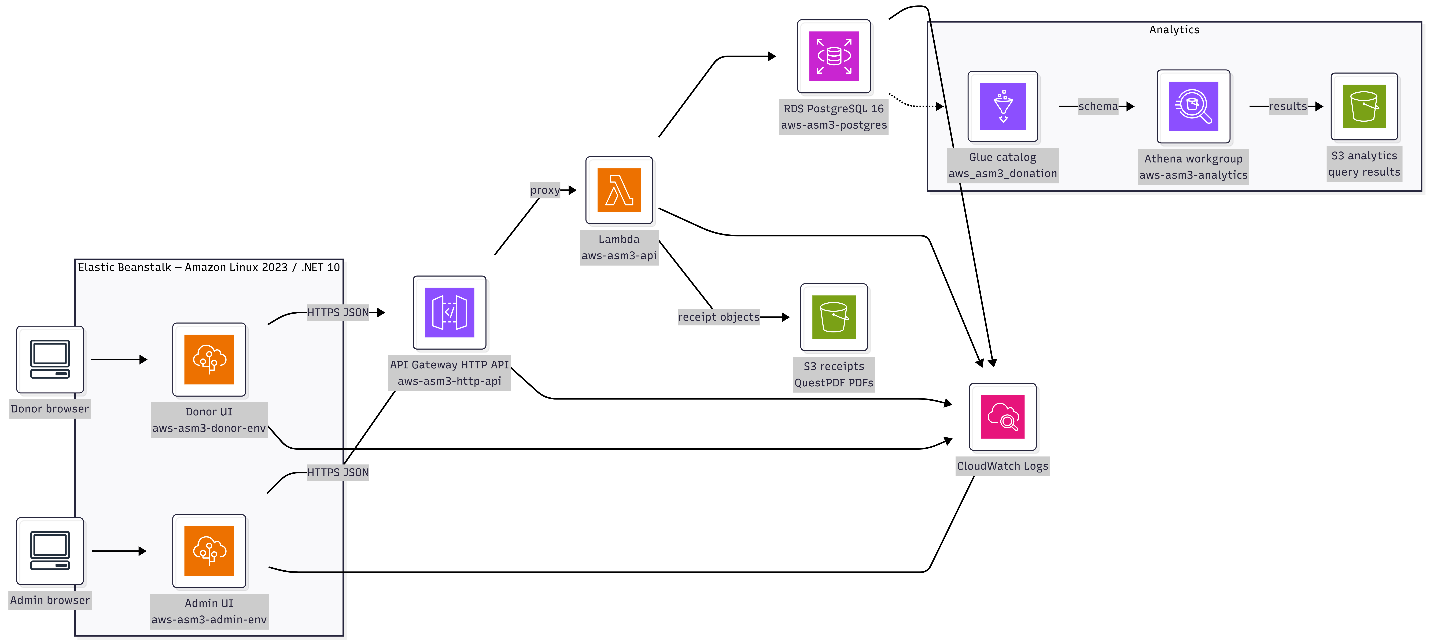 Analytics
RDS PostgreSQL 16
aws-asm3-postgres
Glue catalog
aws_asm3_donation
schema
Athena workgroup
aws-asm3-analytics
results
S3 analytics
query results
proxy
Lambda
aws-asm3-api
Elastic Beanstalk – Amazon Linux 2023 / .NET 10
HTTPS JSON
API Gateway HTTP API
aws-asm3-http-api
receipt objects
S3 receipts
QuestPDF PDFs
Donor browser
Donor UI
aws-asm3-donor-env
HTTPS JSON
CloudWatch Logs
Admin browser
Admin UI
aws-asm3-admin-env